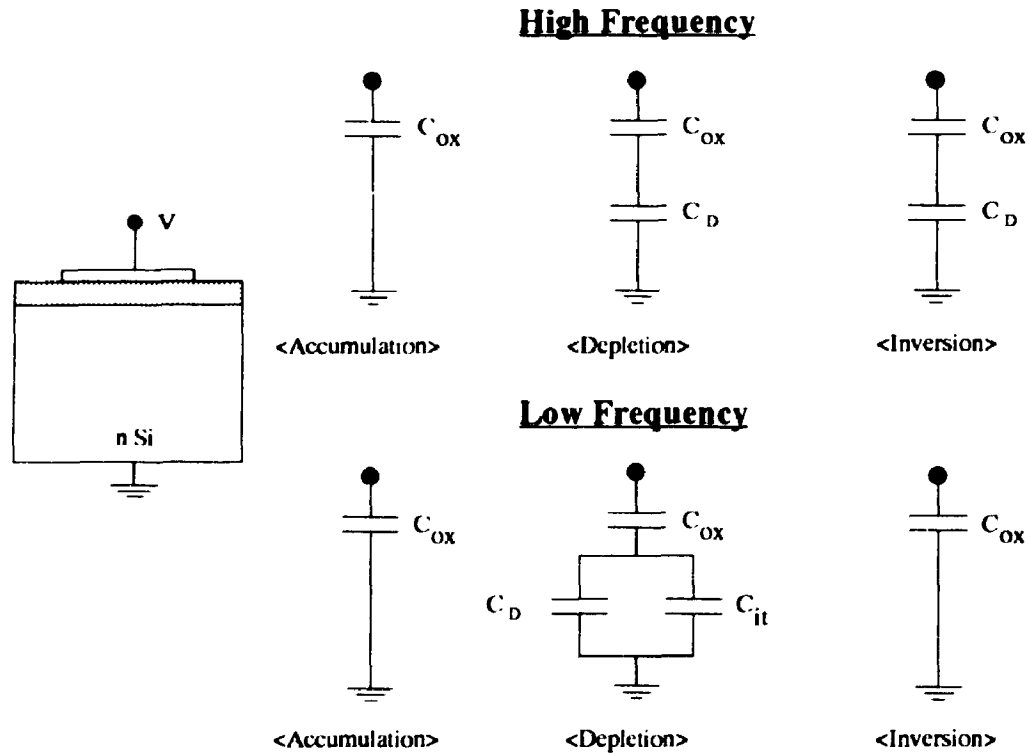 High Frequency
C_ox
C_ox
C_D
C_ox
C_D
V
n Si
<Accumulation>
<Depletion>
<Inversion>
Low Frequency
C_ox
C_ox
C_D
C_it
C_ox
<Accumulation>
<Depletion>
<Inversion>